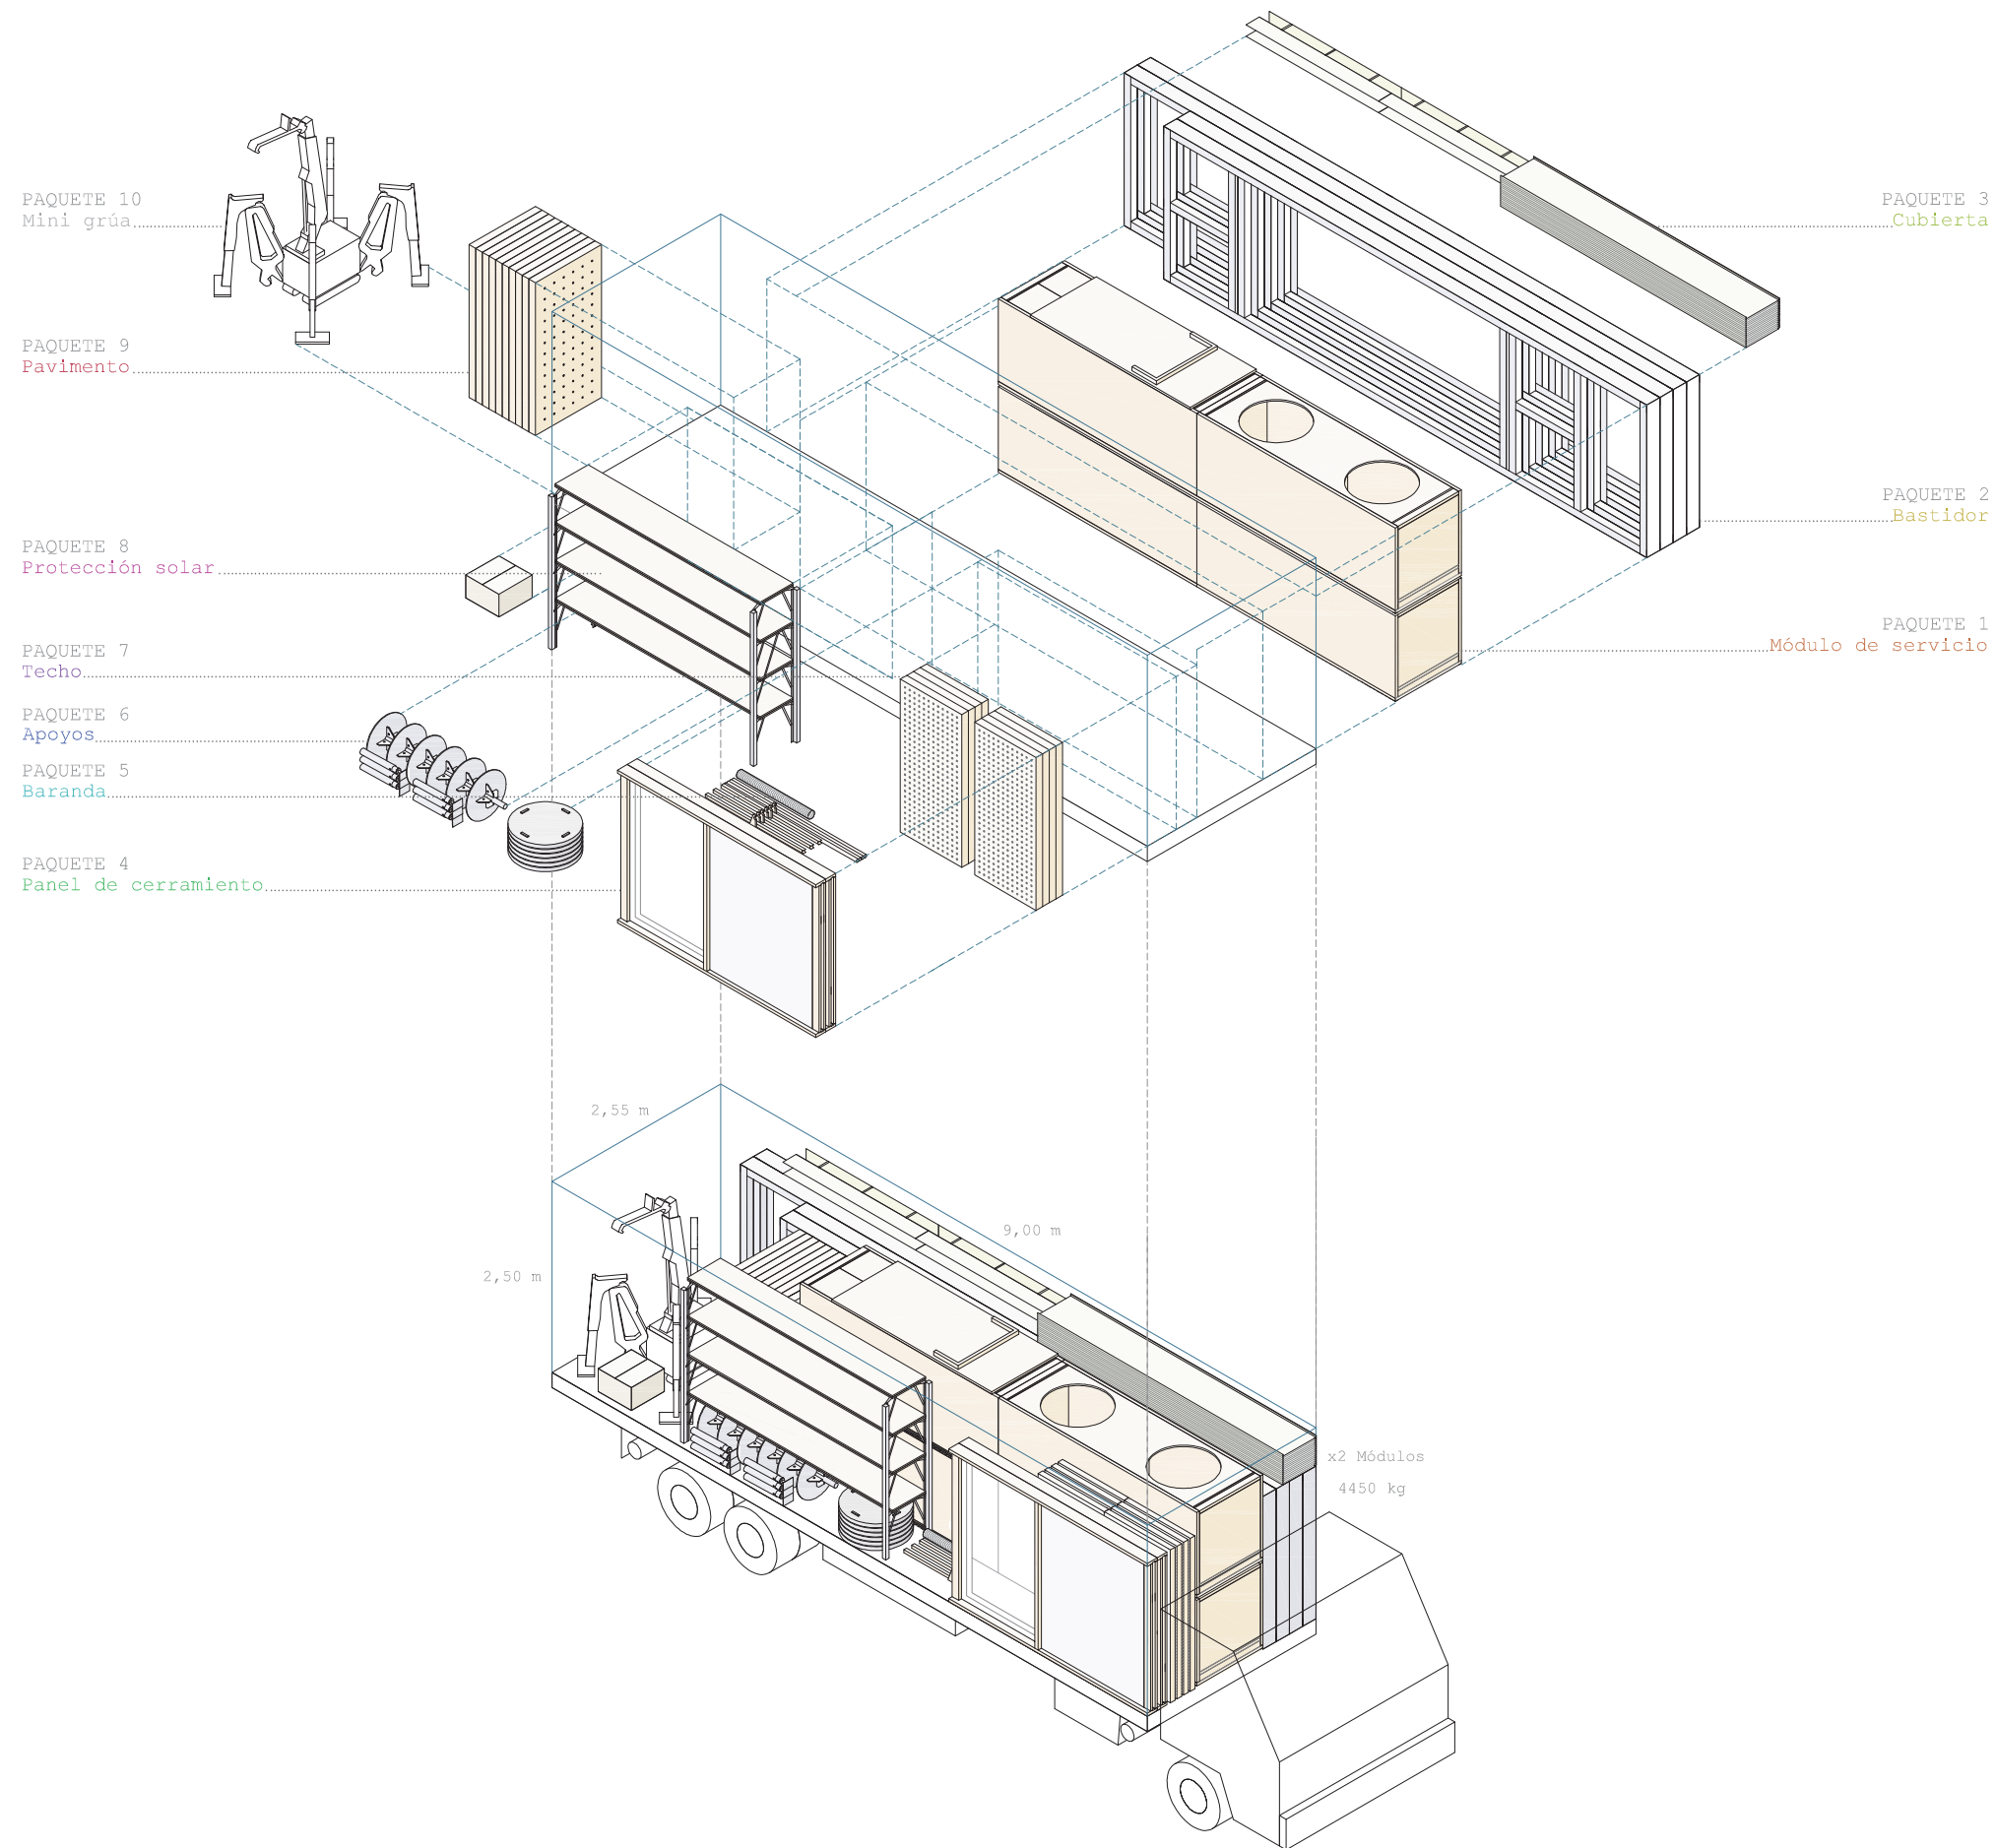 PAQUETE 10
Mini grúa
PAQUETE 9
Pavimento
PAQUETE 8
Protección solar
PAQUETE 7
Techo
PAQUETE 6
Apoyos
PAQUETE 5
Baranda
PAQUETE 4
Panel de cerramiento
PAQUETE 3
Cubierta
PAQUETE 2
Bastidor
PAQUETE 1
Módulo de servicio
2,55 m
9,00 m
2,50 m
x2 Módulos
4450 kg